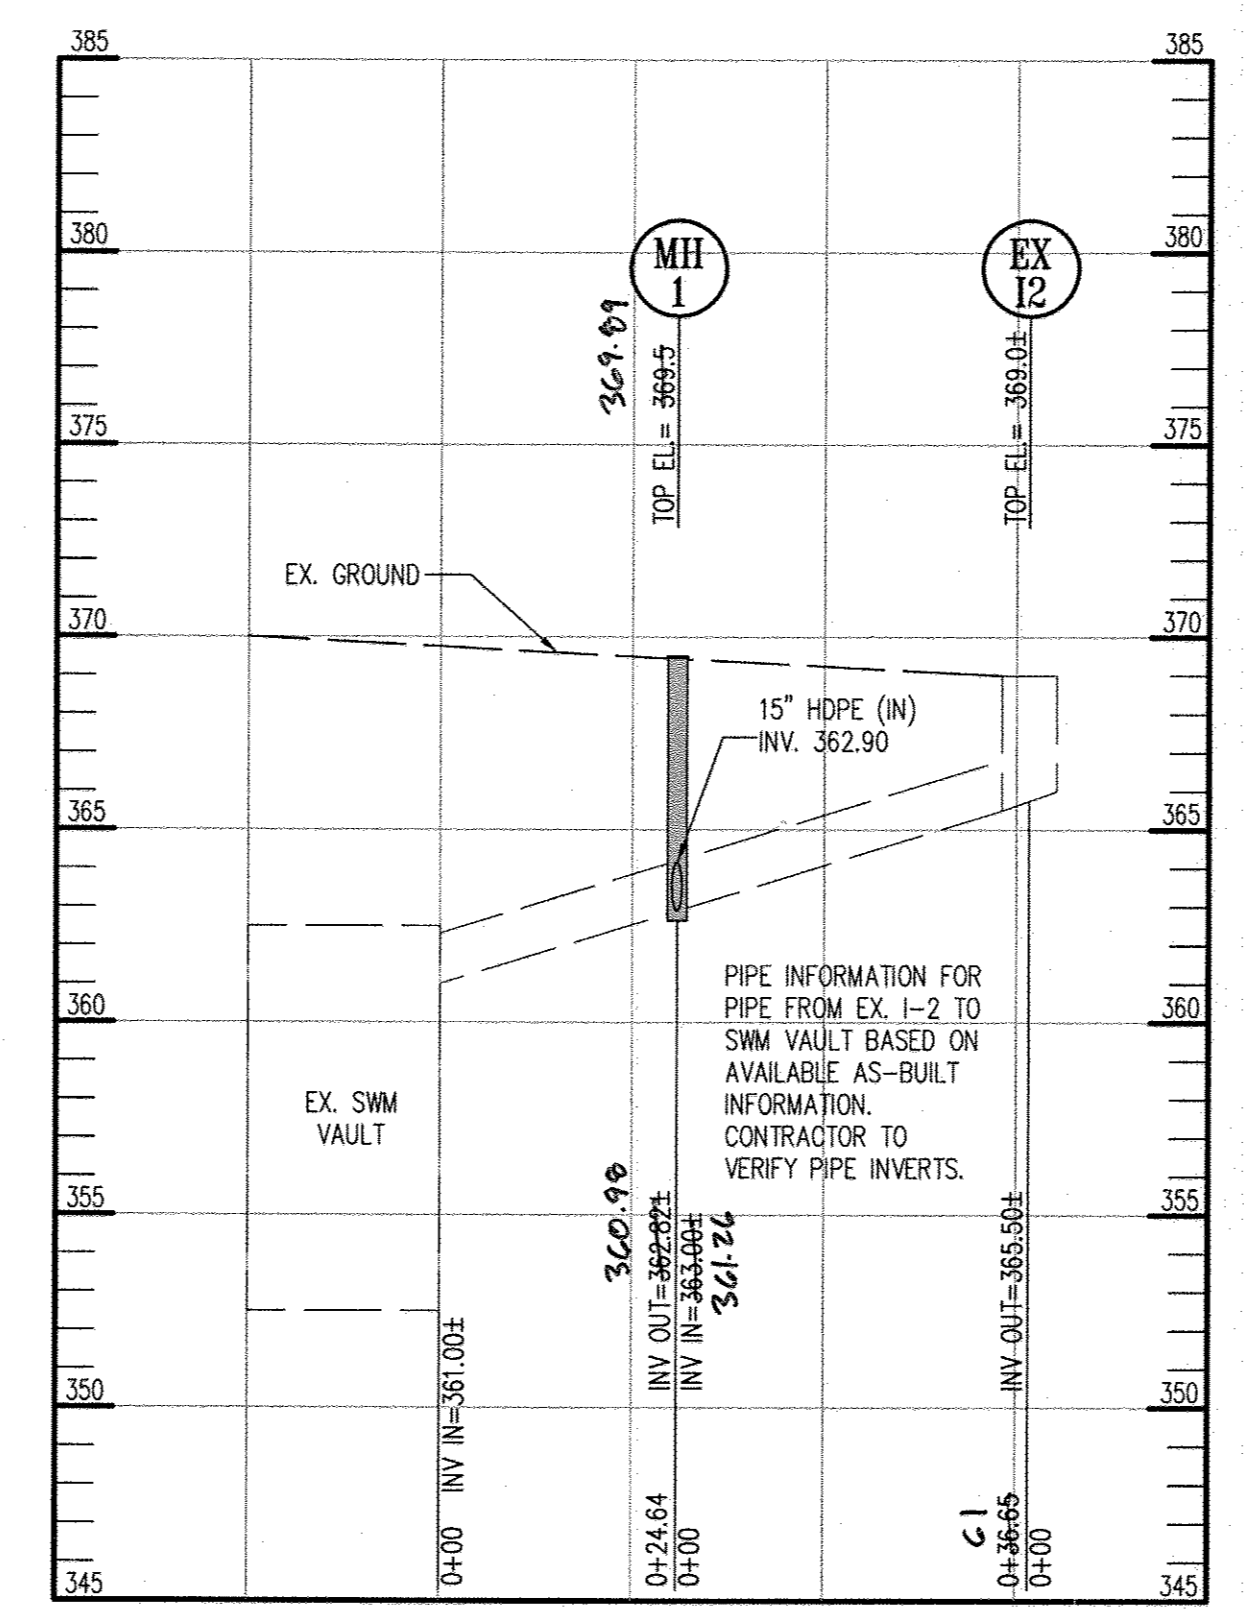 385
385
380
380
MH
1
EX
I2
369.89
TOP EL.= 369.5
TOP EL.= 369.0±
375
375
EX. GROUND
370
370
15" HDPE (IN)
INV. 362.90
365
365
PIPE INFORMATION FOR
PIPE FROM EX. I-2 TO
SWM VAULT BASED ON
AVAILABLE AS-BUILT
INFORMATION.
CONTRACTOR TO
VERIFY PIPE INVERTS.
360
360
EX. SWM
VAULT
355
355
360.98
INV OUT=362.82±
INV IN=363.00±
361.26
INV OUT=365.50±
INV IN=361.00±
350
350
0+00
0+24.64
0+00
61
0+36.65
0+00
345
345